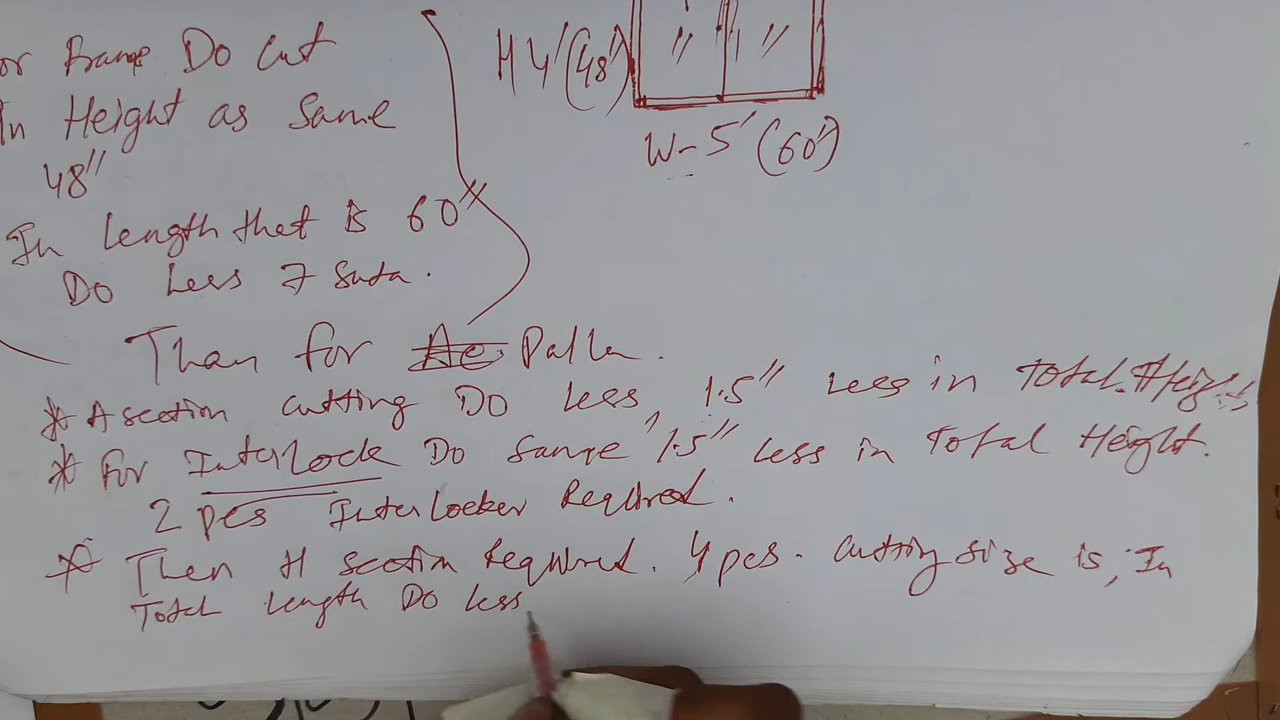 or Frame Do Cut
In Height as Same
48"
In Length that is 60"
Do Less 7 Suta.
H 4' (48")
W- 5' (60")
Than for Palla.
* A section cutting Do Less, 1.5" Less in Total Height,
* For InterLock Do Same 1.5" Less in Total Height.
2 pcs InterLocker Required.
* Then H Section Required. 4 pcs. Cutting size is, In
Total Length Do Less